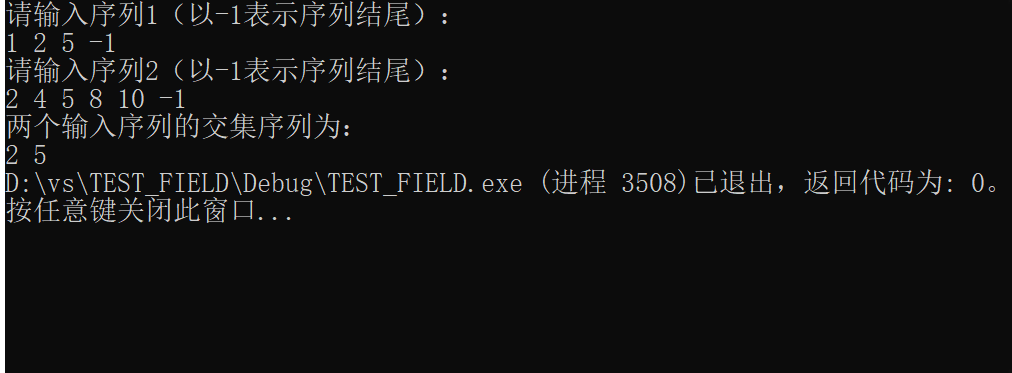 请输入序列1（以-1表示序列结尾）：
1 2 5 -1
请输入序列2（以-1表示序列结尾）：
2 4 5 8 10 -1
两个输入序列的交集序列为：
2 5
D:\vs\TEST_FIELD\Debug\TEST_FIELD.exe (进程 3508)已退出，返回代码为: 0。
按任意键关闭此窗口...